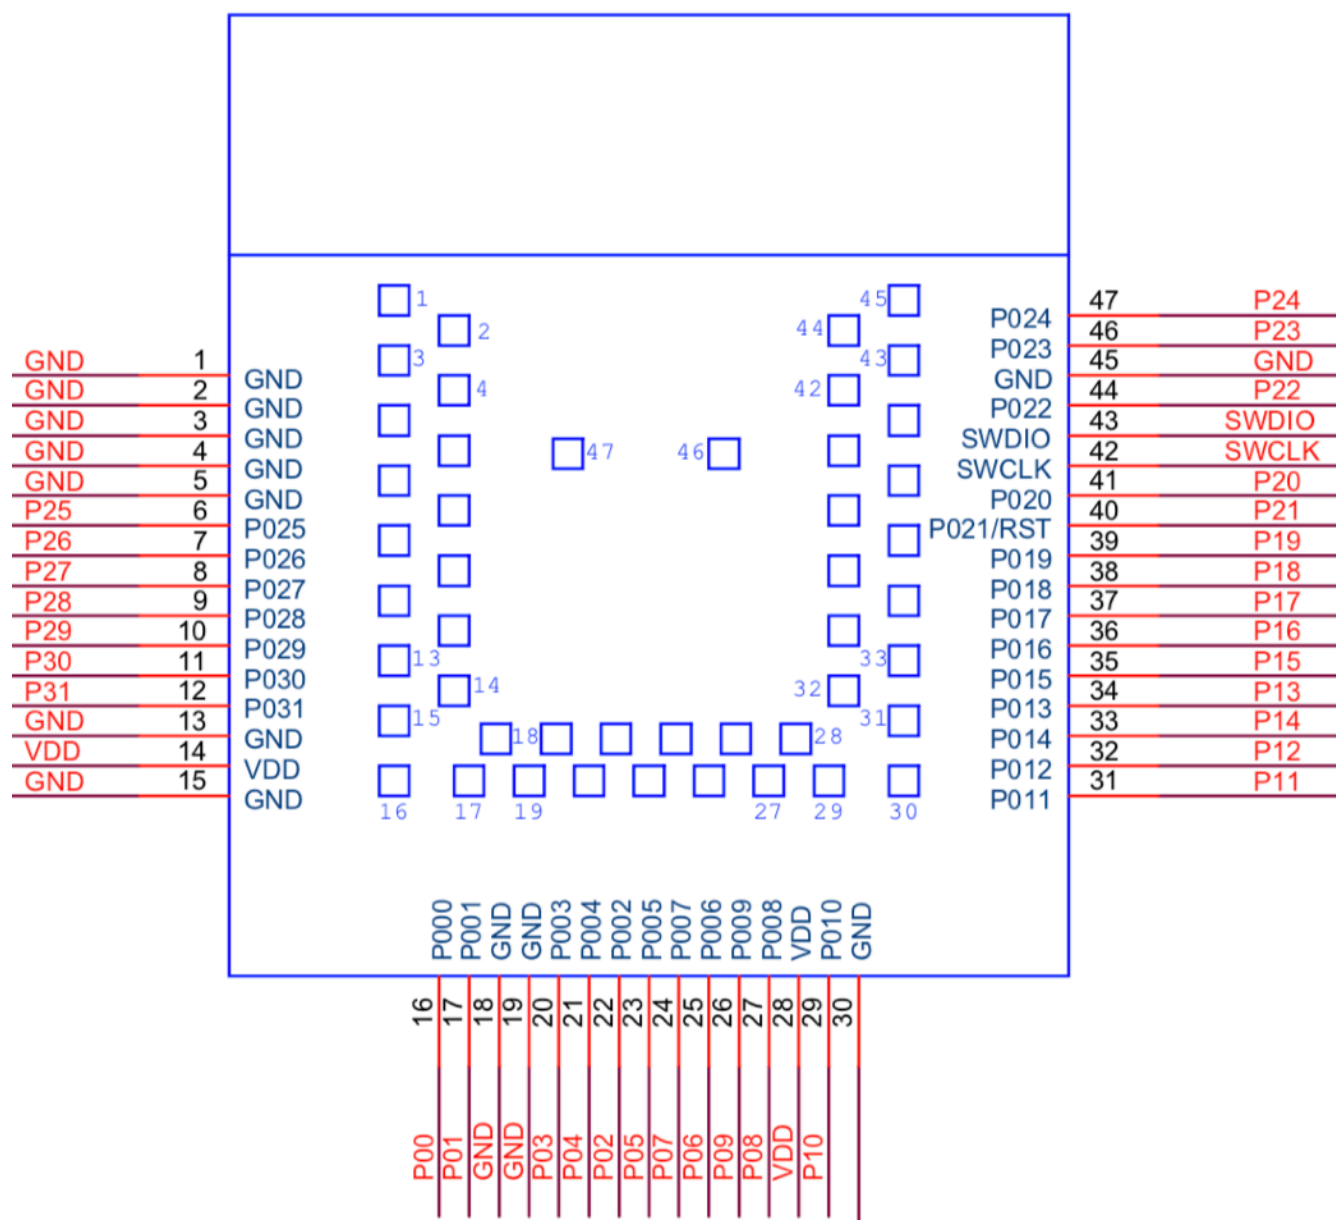 1
2
3
4
13
14
15
16
17
18
19
27
28
29
30
31
32
33
42
43
44
45
46
47
GND 1 GND
GND 2 GND
GND 3 GND
GND 4 GND
GND 5 GND
P25 6 P025
P26 7 P026
P27 8 P027
P28 9 P028
P29 10 P029
P30 11 P030
P31 12 P031
GND 13 GND
VDD 14 VDD
GND 15 GND
P024 47 P24
P023 46 P23
GND 45 GND
P022 44 P22
SWDIO 43 SWDIO
SWCLK 42 SWCLK
P020 41 P20
P021/RST 40 P21
P019 39 P19
P018 38 P18
P017 37 P17
P016 36 P16
P015 35 P15
P013 34 P13
P014 33 P14
P012 32 P12
P011 31 P11
P000 16 P00
P001 17 P01
GND 18 GND
GND 19 GND
P003 20 P03
P004 21 P04
P002 22 P02
P005 23 P05
P007 24 P07
P006 25 P06
P009 26 P09
P008 27 P08
VDD 28 VDD
P010 29 P10
GND 30